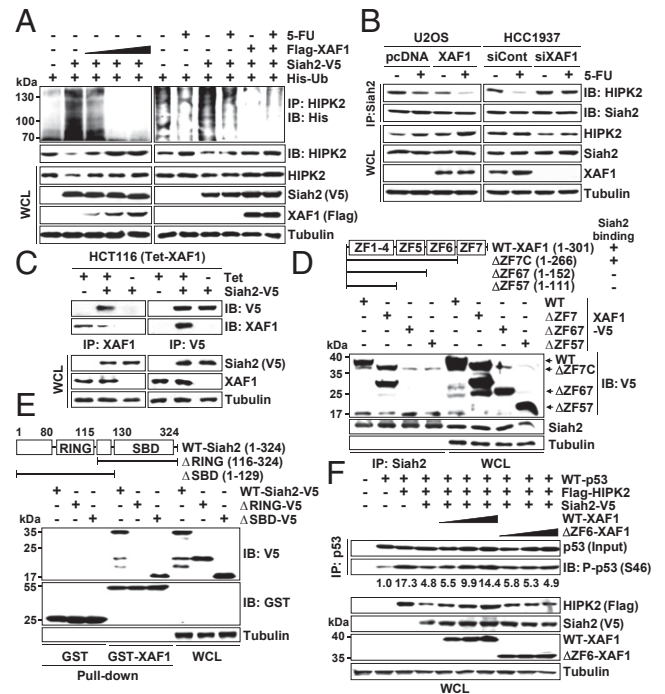 A
- - - - - - + - + - + 5-FU
- - + + + Flag-XAF1
- + + + + - - + + + + Siah2-V5
+ + + + + + + + + + + His-Ub
kDa
130
100
70
IP: HIPK2
IB: His
IB: HIPK2
WCL
HIPK2
Siah2 (V5)
XAF1 (Flag)
Tubulin
B
U2OS HCC1937
pcDNA XAF1 siCont siXAF1
- + - + - + - + 5-FU
IP:Siah2
IB: HIPK2
IB: Siah2
WCL
HIPK2
Siah2
XAF1
Tubulin
C
HCT116 (Tet-XAF1)
+ + - + + - Tet
- + + - + + Siah2-V5
IB: V5
IB: XAF1
IP: XAF1 IP: V5
WCL
Siah2 (V5)
XAF1
Tubulin
D
Siah2 binding
ZF1-4 ZF5 ZF6 ZF7 WT-XAF1 (1-301) +
ΔZF7C (1-266) +
ΔZF67 (1-152) -
ΔZF57 (1-111) -
+ + WT
+ + ΔZF7
+ + ΔZF67
+ + ΔZF57
XAF1
-V5
kDa
40
35
25
17
WT
ΔZF7C
ΔZF67
ΔZF57
IB: V5
Siah2
Tubulin
IP: Siah2 WCL
E
1 80 115 130 324
RING SBD WT-Siah2 (1-324)
ΔRING (116-324)
ΔSBD (1-129)
+ + + WT-Siah2-V5
+ + + ΔRING-V5
+ + + ΔSBD-V5
kDa
35
17
IB: V5
55
25
IB: GST
Tubulin
GST GST-XAF1 WCL
Pull-down
F
- + + + + + + + + + WT-p53
- - + + + + + + + + Flag-HIPK2
- - - + + + + + + + Siah2-V5
WT-XAF1
ΔZF6-XAF1
IP: p53
p53 (Input)
IB: P-p53 (S46)
1.0 17.3 4.8 5.5 9.9 14.4 5.8 5.3 4.9
HIPK2 (Flag)
kDa
Siah2 (V5)
40
WT-XAF1
35
ΔZF6-XAF1
Tubulin
WCL